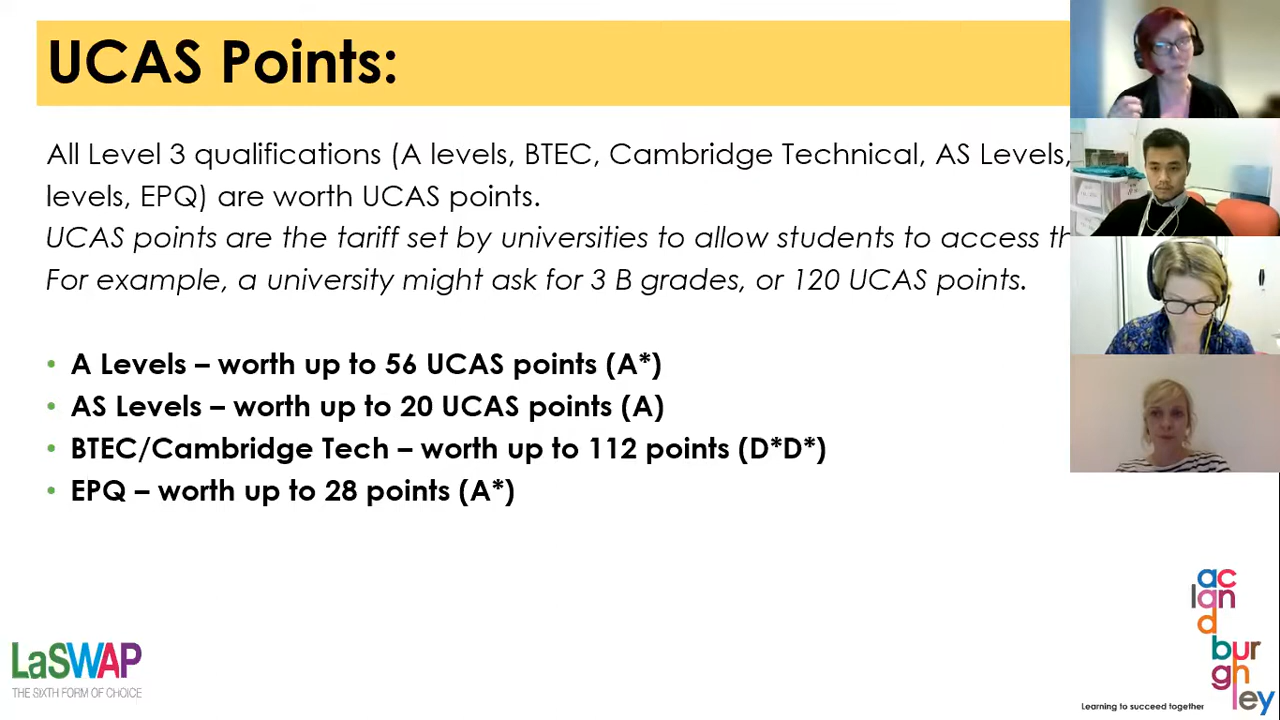 UCAS Points:
All Level 3 qualifications (A levels, BTEC, Cambridge Technical, AS Levels,
levels, EPQ) are worth UCAS points.
UCAS points are the tariff set by universities to allow students to access
For example, a university might ask for 3 B grades, or 120 UCAS points.
• A Levels – worth up to 56 UCAS points (A*)
• AS Levels – worth up to 20 UCAS points (A)
• BTEC/Cambridge Tech – worth up to 112 points (D*D*)
• EPQ – worth up to 28 points (A*)
LaSWAP
THE SIXTH FORM OF CHOICE
ac
lan
d
bur
gh
ley
Learning to succeed together